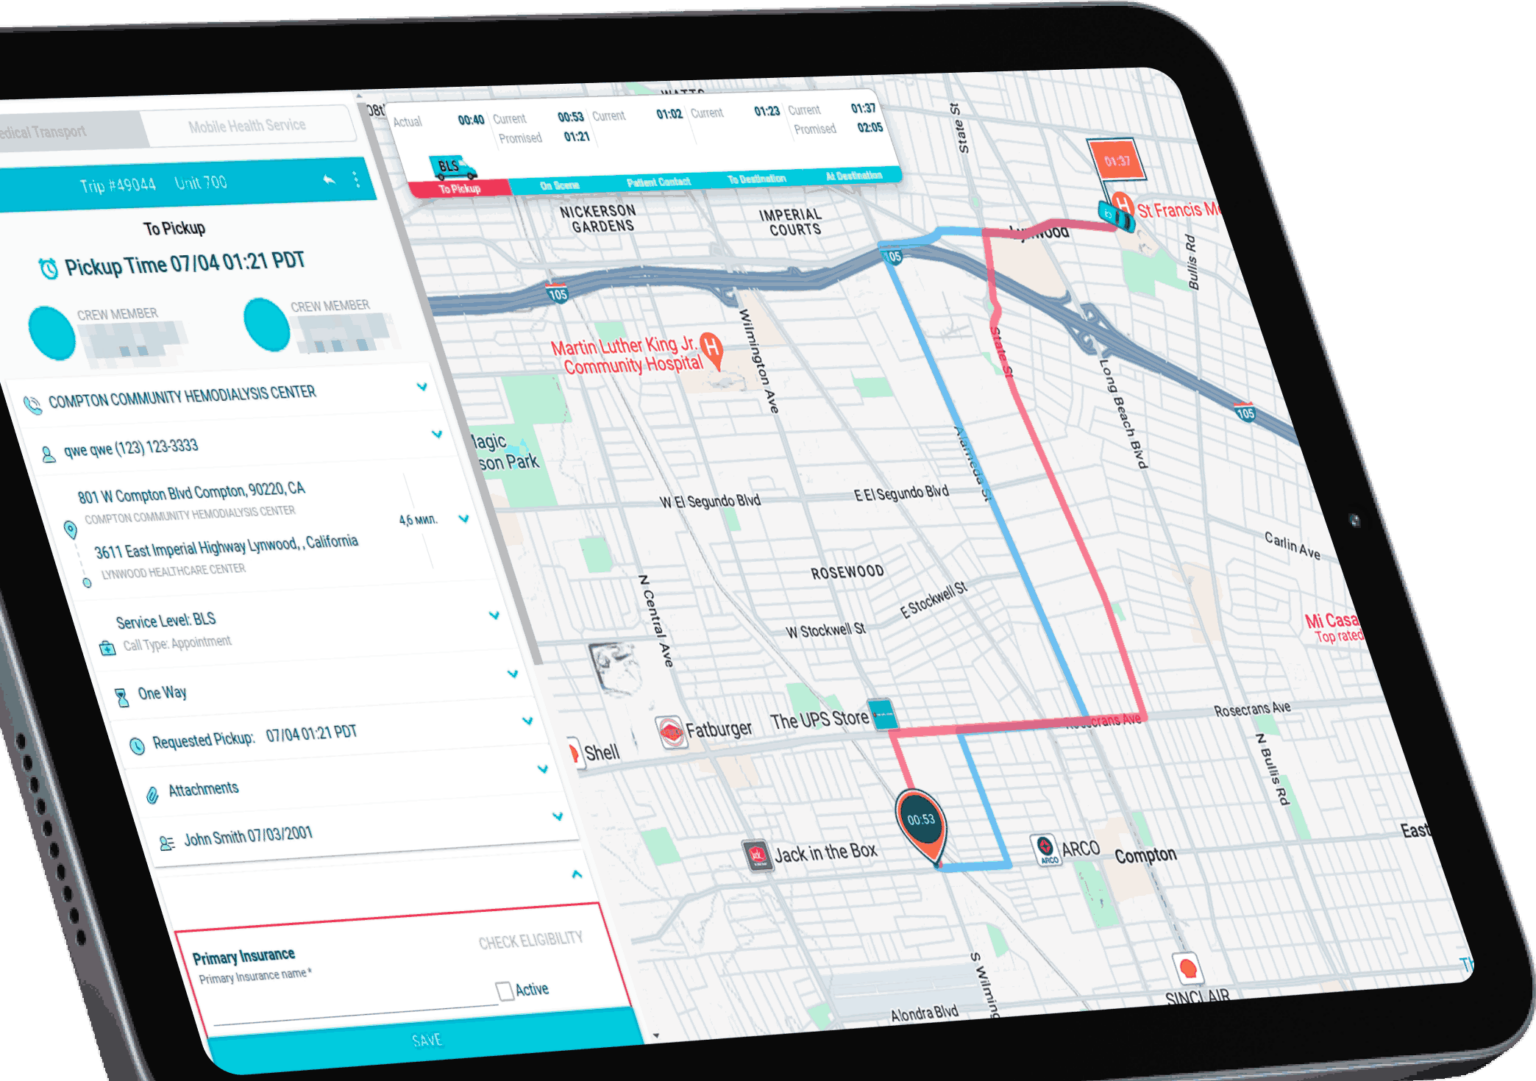 edical Transport
Mobile Health Service
Trip #49044 Unit 700
To Pickup
Pickup Time 07/04 01:21 PDT
CREW MEMBER
CREW MEMBER
COMPTON COMMUNITY HEMODIALYSIS CENTER
qwe qwe (123) 123-3333
801 W Compton Blvd Compton, 90220, CA
COMPTON COMMUNITY HEMODIALYSIS CENTER
4,6 мил.
3611 East Imperial Highway Lynwood, , California
LYNWOOD HEALTHCARE CENTER
Service Level: BLS
Call Type: Appointment
One Way
Requested Pickup: 07/04 01:21 PDT
Attachments
John Smith 07/03/2001
Primary Insurance
CHECK ELIGIBILITY
Primary Insurance name*
Active
SAVE
08th
WATTS
Actual 00:40
Current 00:53
Promised 01:21
Current 01:02
Current 01:23
Current 01:37
Promised 02:05
BLS
To Pickup
On Scene
Patient Contact
To Destination
At Destination
State St
01:37
St Francis Me
NICKERSON
GARDENS
IMPERIAL
COURTS
Lynwood
Bullis Rd
105
105
105
Martin Luther King Jr.
Community Hospital
Wilmington Ave
State St
Long Beach Blvd
Alameda St
Magic
son Park
W El Segundo Blvd
E El Segundo Blvd
Carlin Ave
ROSEWOOD
N Central Ave
E Stockwell St
W Stockwell St
Mi Casa
Top rated
The UPS Store
Fatburger
Shell
Rosecrans Ave
Rosecrans Ave
N Bullis Rd
00:53
Jack in the Box
ARCO
ARCO
Compton
East
S Wilming
SINCLAIR
Alondra Blvd
Th